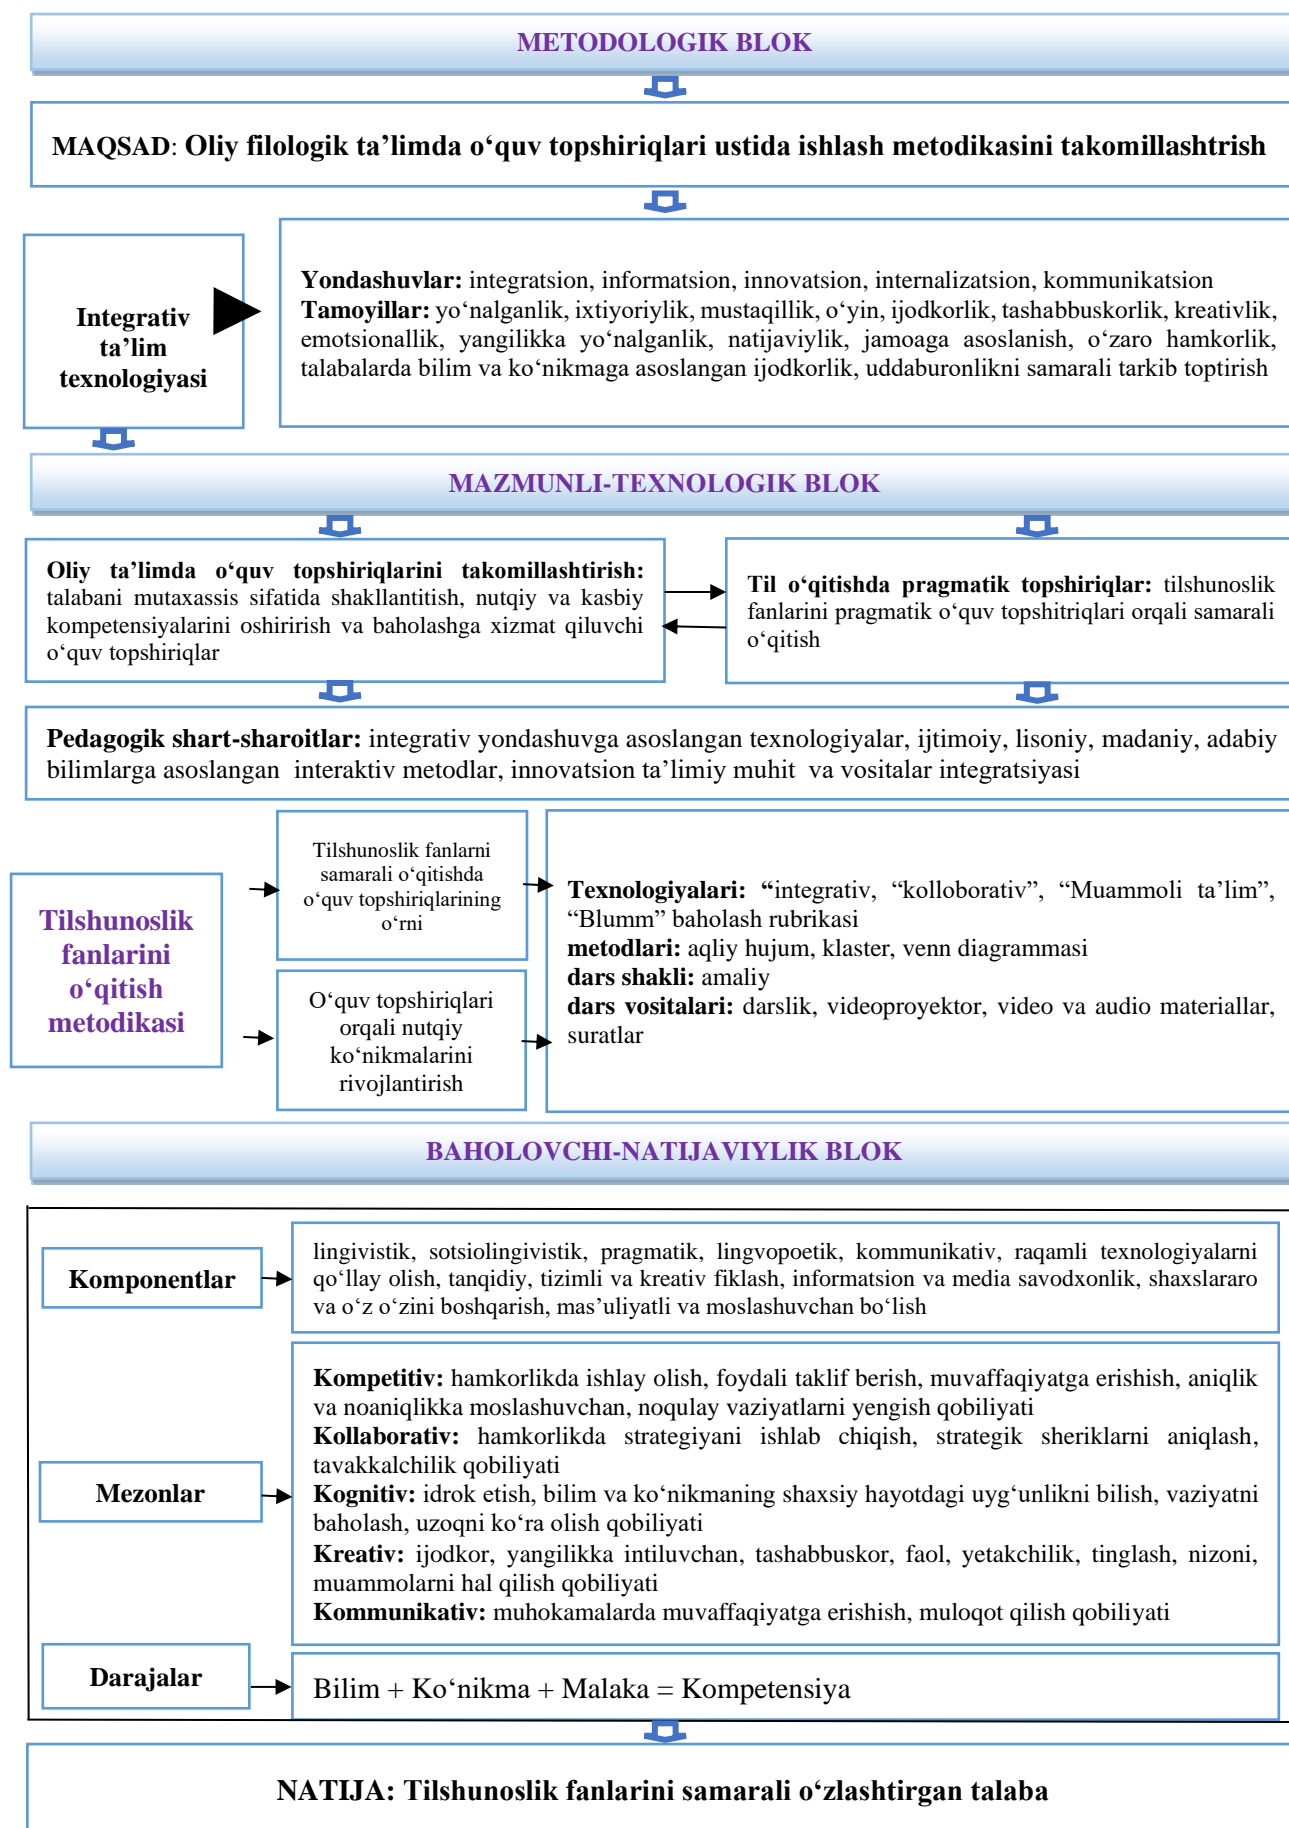 METODOLOGIK BLOK
MAQSAD: Oliy filologik ta’limda o‘quv topshiriqlari ustida ishlash metodikasini takomillashtrish
Integrativ
ta’lim
texnologiyasi
Yondashuvlar: integratsion, informatsion, innovatsion, internalizatsion, kommunikatsion
Tamoyillar: yo‘nalganlik, ixtiyoriylik, mustaqillik, o‘yin, ijodkorlik, tashabbuskorlik, kreativlik,
emotsionallik, yangilikka yo‘nalganlik, natijaviylik, jamoaga asoslanish, o‘zaro hamkorlik,
talabalarda bilim va ko‘nikmaga asoslangan ijodkorlik, uddaburonlikni samarali tarkib toptirish
MAZMUNLI-TEXNOLOGIK BLOK
Oliy ta’limda o‘quv topshiriqlarini takomillashtirish:
talabani mutaxassis sifatida shakllantitish, nutqiy va kasbiy
kompetensiyalarini oshirirish va baholashga xizmat qiluvchi
o‘quv topshiriqlar
Til o‘qitishda pragmatik topshiriqlar: tilshunoslik
fanlarini pragmatik o‘quv topshitriqlari orqali samarali
o‘qitish
Pedagogik shart-sharoitlar: integrativ yondashuvga asoslangan texnologiyalar, ijtimoiy, lisoniy, madaniy, adabiy
bilimlarga asoslangan interaktiv metodlar, innovatsion ta’limiy muhit va vositalar integratsiyasi
Tilshunoslik
fanlarini
o‘qitish
metodikasi
Tilshunoslik fanlarni
samarali o‘qitishda
o‘quv topshiriqlarining
o‘rni
O‘quv topshiriqlari
orqali nutqiy
ko‘nikmalarini
rivojlantirish
Texnologiyalari: “integrativ, “kolloborativ”, “Muammoli ta’lim”,
“Blumm” baholash rubrikasi
metodlari: aqliy hujum, klaster, venn diagrammasi
dars shakli: amaliy
dars vositalari: darslik, videoproyektor, video va audio materiallar,
suratlar
BAHOLOVCHI-NATIJAVIYLIK BLOK
Komponentlar
lingivistik, sotsiolingivistik, pragmatik, lingvopoetik, kommunikativ, raqamli texnologiyalarni
qo‘llay olish, tanqidiy, tizimli va kreativ fiklash, informatsion va media savodxonlik, shaxslararo
va o‘z o‘zini boshqarish, mas’uliyatli va moslashuvchan bo‘lish
Mezonlar
Kompetitiv: hamkorlikda ishlay olish, foydali taklif berish, muvaffaqiyatga erishish, aniqlik
va noaniqlikka moslashuvchan, noqulay vaziyatlarni yengish qobiliyati
Kollaborativ: hamkorlikda strategiyani ishlab chiqish, strategik sheriklarni aniqlash,
tavakkalchilik qobiliyati
Kognitiv: idrok etish, bilim va ko‘nikmaning shaxsiy hayotdagi uyg‘unlikni bilish, vaziyatni
baholash, uzoqni ko‘ra olish qobiliyati
Kreativ: ijodkor, yangilikka intiluvchan, tashabbuskor, faol, yetakchilik, tinglash, nizoni,
muammolarni hal qilish qobiliyati
Kommunikativ: muhokamalarda muvaffaqiyatga erishish, muloqot qilish qobiliyati
Darajalar
Bilim + Ko‘nikma + Malaka = Kompetensiya
NATIJA: Tilshunoslik fanlarini samarali o‘zlashtirgan talaba